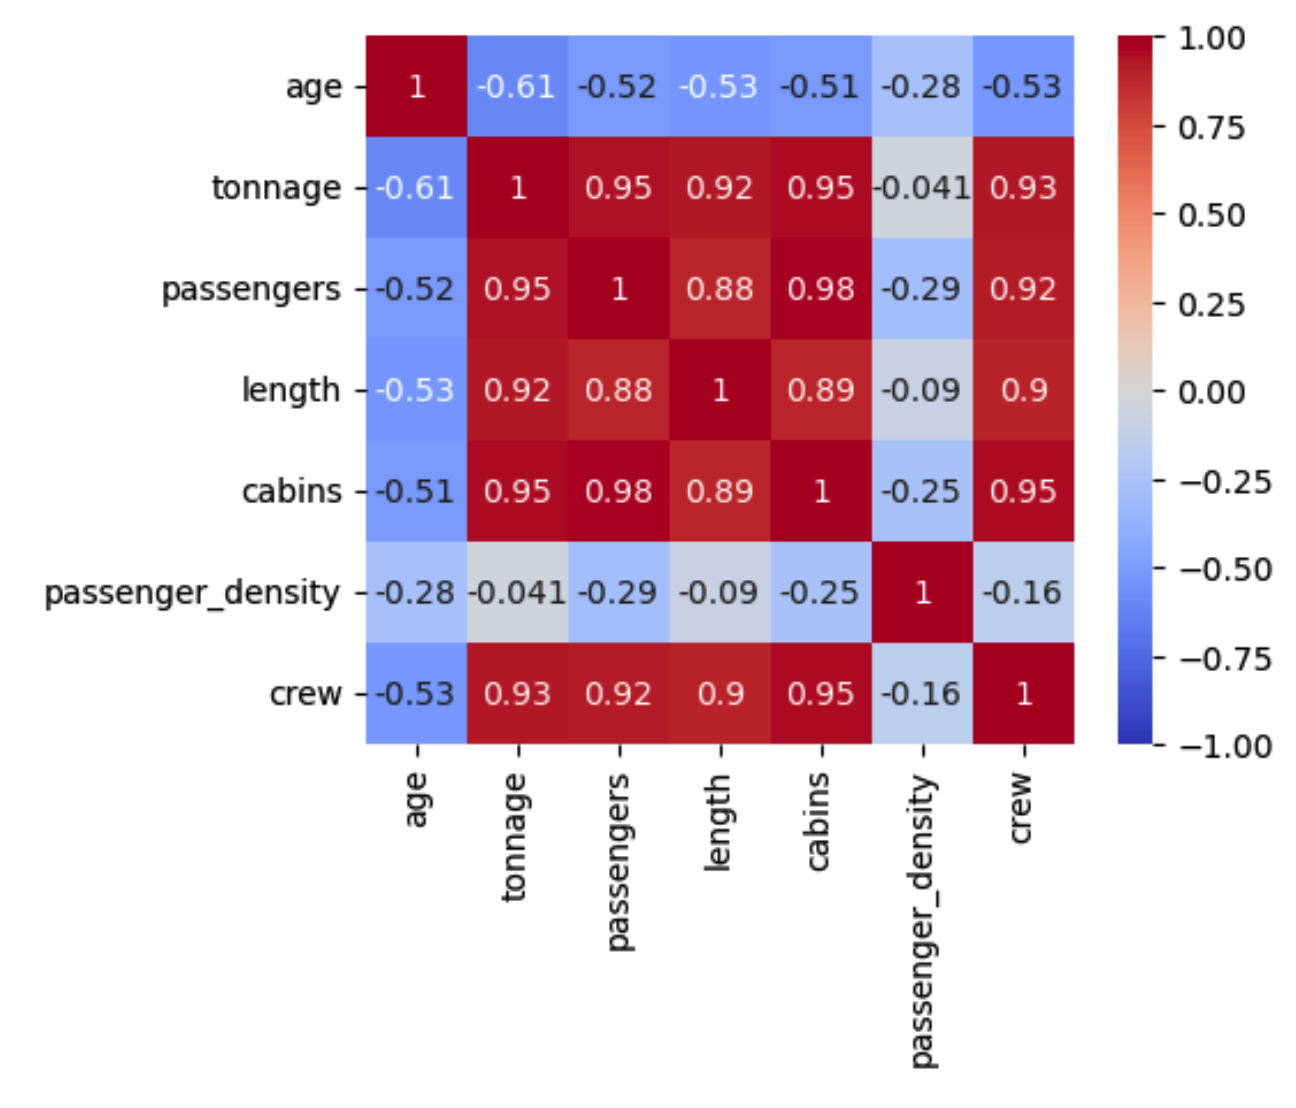 age 1 -0.61 -0.52 -0.53 -0.51 -0.28 -0.53
tonnage -0.61 1 0.95 0.92 0.95 -0.041 0.93
passengers -0.52 0.95 1 0.88 0.98 -0.29 0.92
length -0.53 0.92 0.88 1 0.89 -0.09 0.9
cabins -0.51 0.95 0.98 0.89 1 -0.25 0.95
passenger_density -0.28 -0.041 -0.29 -0.09 -0.25 1 -0.16
crew -0.53 0.93 0.92 0.9 0.95 -0.16 1
age
tonnage
passengers
length
cabins
passenger_density
crew
1.00
0.75
0.50
0.25
0.00
−0.25
−0.50
−0.75
−1.00